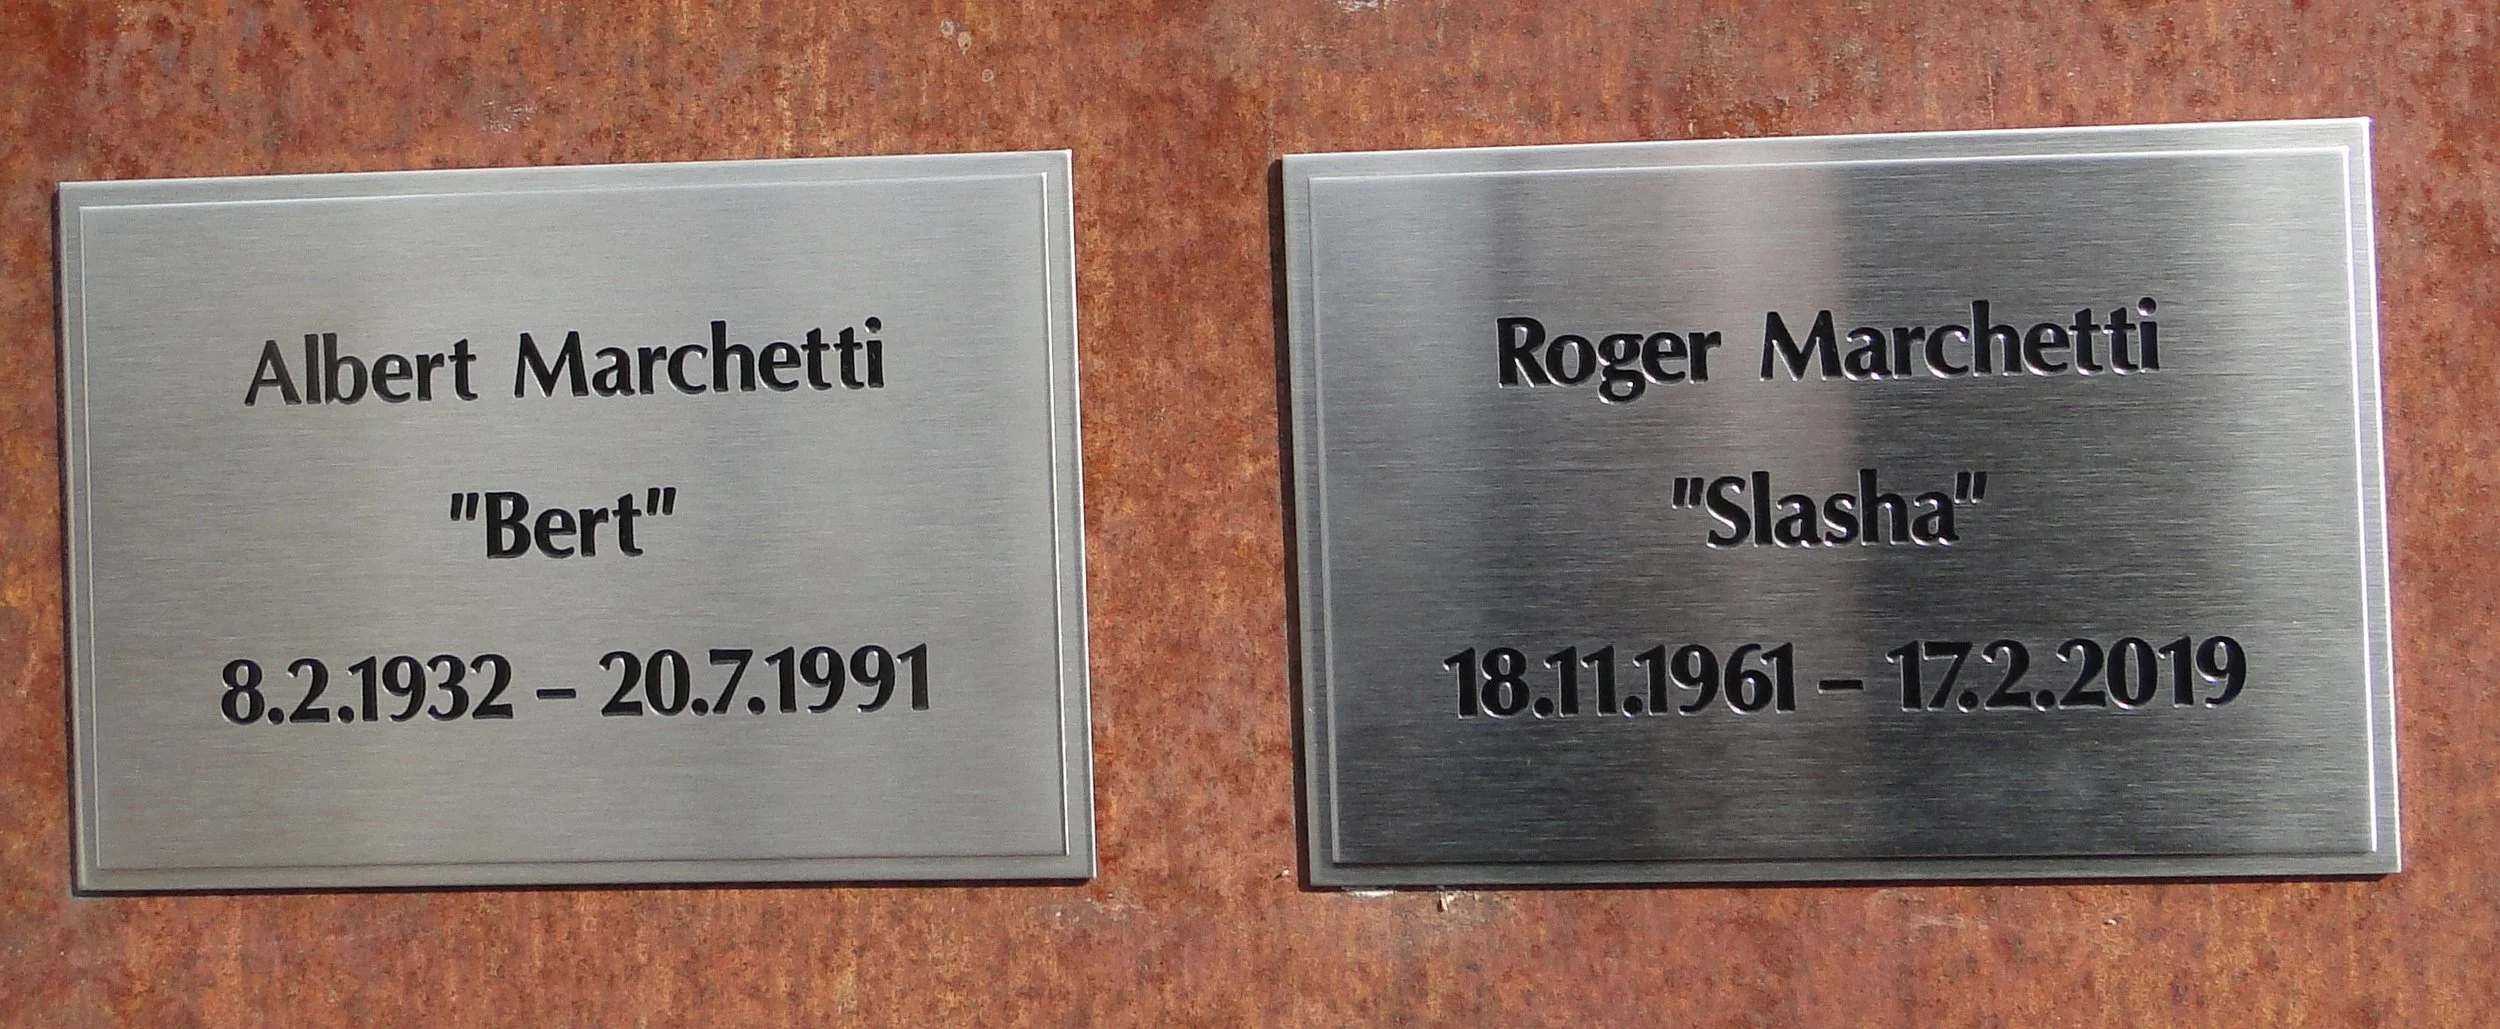 Albert Marchetti
"Bert"
8.2.1932 – 20.7.1991
Roger Marchetti
"Slasha"
18.11.1961 – 17.2.2019